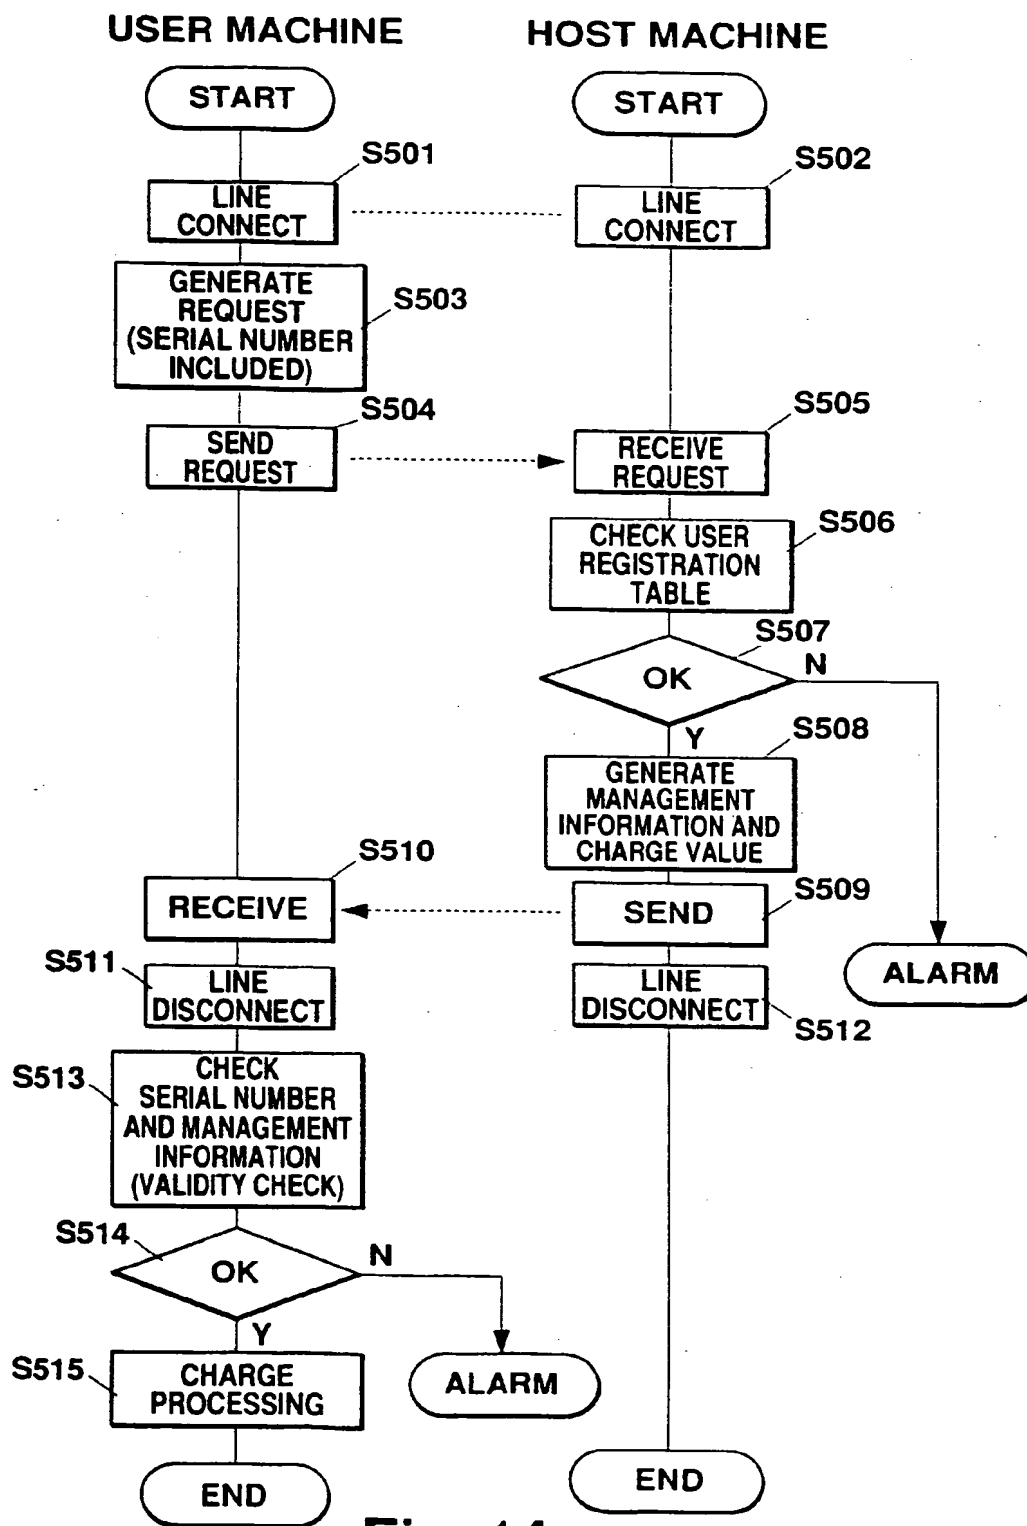 USER MACHINE
HOST MACHINE
START
START
S501
S502
LINE
CONNECT
LINE
CONNECT
GENERATE
REQUEST
(SERIAL NUMBER
INCLUDED)
S503
S504
S505
SEND
REQUEST
RECEIVE
REQUEST
S506
CHECK USER
REGISTRATION
TABLE
S507
OK
N
Y
S508
GENERATE
MANAGEMENT
INFORMATION AND
CHARGE VALUE
S510
S509
RECEIVE
SEND
S511
LINE
DISCONNECT
LINE
DISCONNECT
S512
ALARM
S513
CHECK
SERIAL NUMBER
AND MANAGEMENT
INFORMATION
(VALIDITY CHECK)
S514
OK
N
Y
S515
CHARGE
PROCESSING
ALARM
END
END